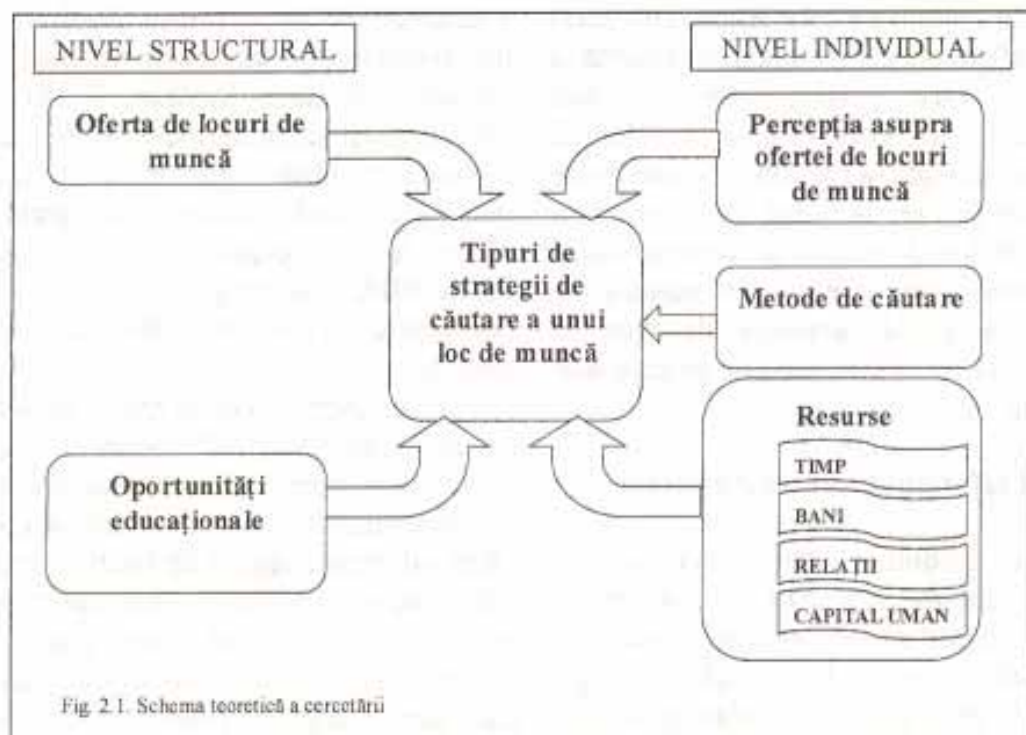 NIVEL STRUCTURAL
NIVEL INDIVIDUAL
Oferta de locuri de
muncă
Percepția asupra
ofertei de locuri
de muncă
Tipuri de
strategii de
căutare a unui
loc de muncă
Metode de căutare
Oportunități
educaționale
Resurse
TIMP
BANI
RELAȚII
CAPITAL UMAN
Fig. 2.1. Schema teoretică a cercetării